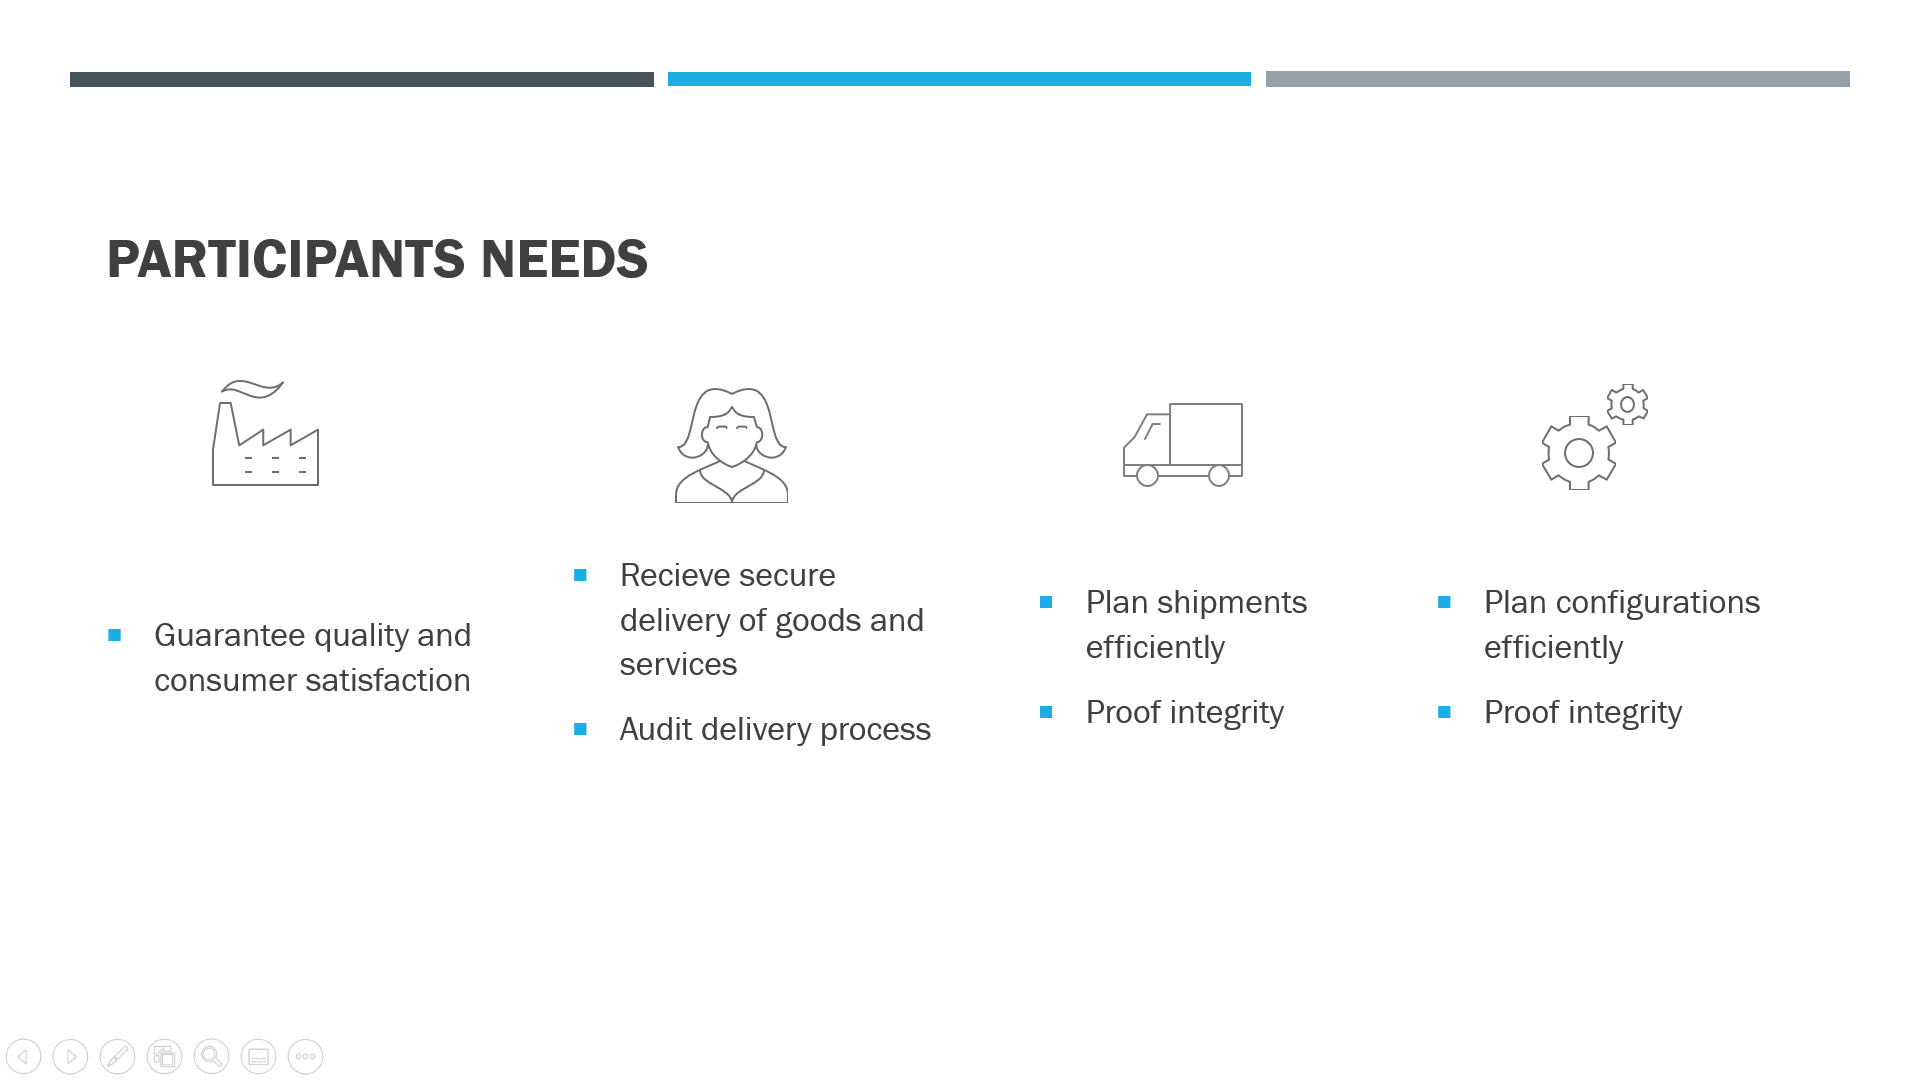 PARTICIPANTS NEEDS
Guarantee quality and
consumer satisfaction
Recieve secure
delivery of goods and
services
Audit delivery process
Plan shipments
efficiently
Proof integrity
Plan configurations
efficiently
Proof integrity